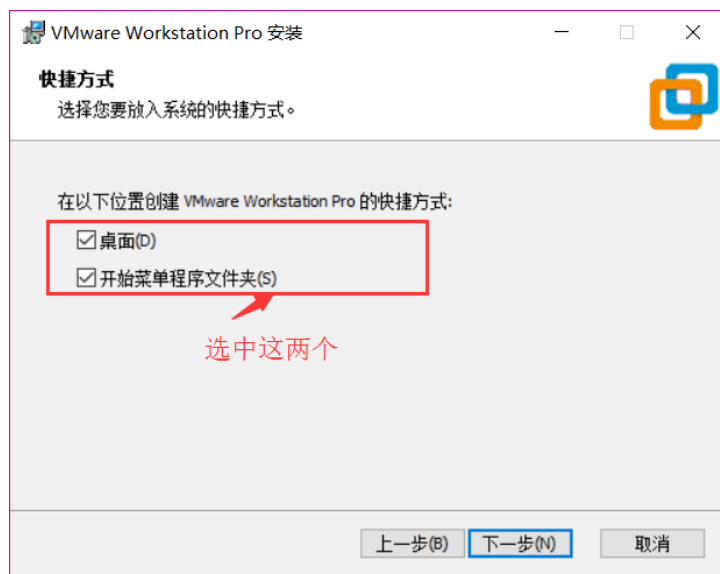 VMware Workstation Pro 安装
快捷方式
选择您要放入系统的快捷方式。
在以下位置创建 VMware Workstation Pro 的快捷方式:
桌面(D)
开始菜单程序文件夹(S)
选中这两个
上一步(B) 下一步(N) 取消